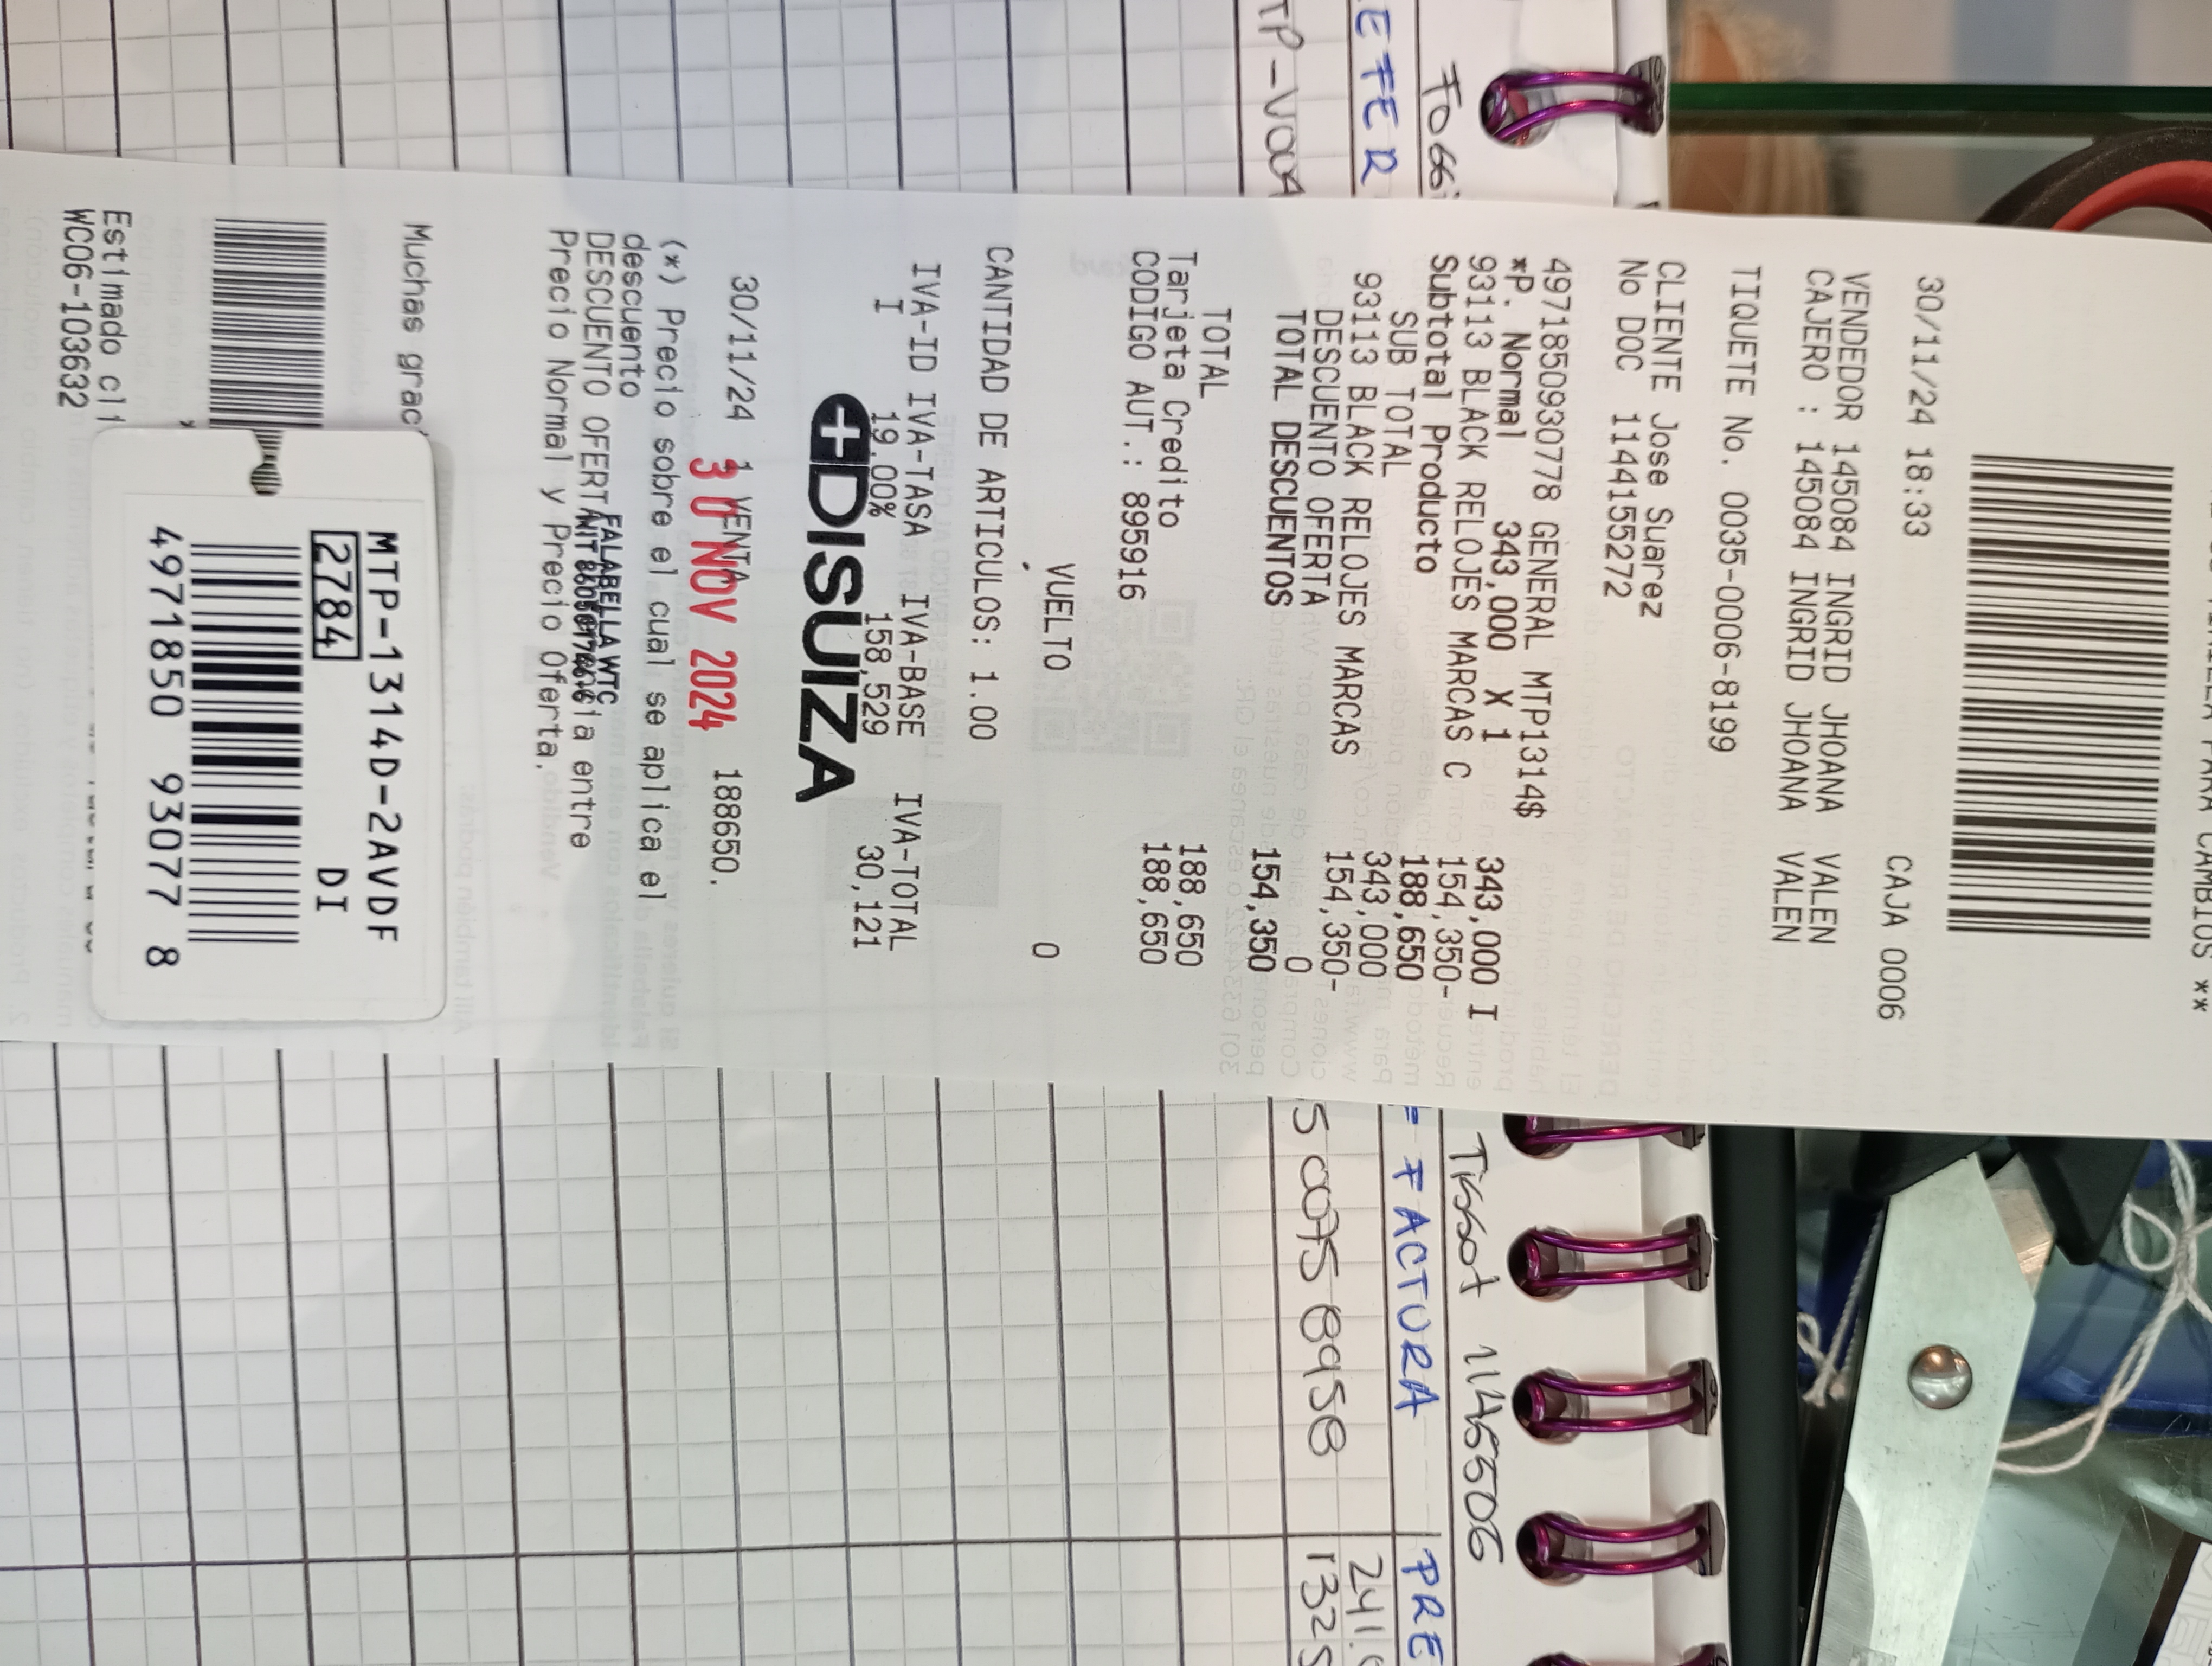 30/11/24 18:33 CAJA 0006
VENDEDOR 145084 INGRID JHOANA VALEN
CAJERO : 145084 INGRID JHOANA VALEN
TIQUETE No. 0035-0006-8199
CLIENTE Jose Suarez
No DOC 1144155272
4971850930778 GENERAL MTP1314$
*P. Normal 343,000 X 1 343,000 I
93113 BLACK RELOJES MARCAS C 154,350-
Subtotal Producto 188,650
SUB TOTAL 343,000
93113 BLACK RELOJES MARCAS 154,350-
DESCUENTO OFERTA 0
TOTAL DESCUENTOS 154,350
TOTAL 188,650
Tarjeta Credito 188,650
CODIGO AUT.: 895916
VUELTO 0
CANTIDAD DE ARTICULOS: 1.00
IVA-ID IVA-TASA IVA-BASE IVA-TOTAL
I 19.00% 158,529 30,121
DISUIZA
30/11/24 1 VENTA 188650.
30 NOV 2024
(*) Precio sobre el cual se aplica el
descuento
FALABELLA WTC
DESCUENTO OFERTA entre
Precio Normal y Precio Oferta.
Muchas
Estimado
WC06-103632
MTP-1314D-2AVDF
2784 DI
4971850 93077 8
Tissot 1145506
= FACTURA PRE
5 0075 8958